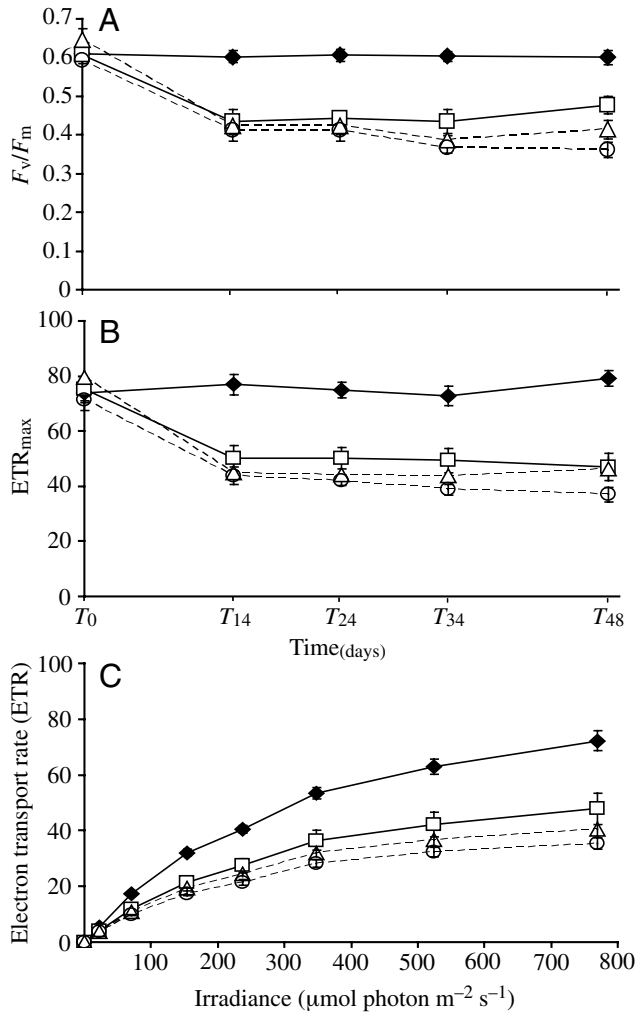 A
0.7
0.6
0.5
0.4
0.3
0.2
0.1
0
Fv/Fm
B
100
80
60
40
20
0
ETRmax
T0 T14 T24 T34 T48
Time(days)
C
100
80
60
40
20
0
Electron transport rate (ETR)
100 200 300 400 500 600 700 800
Irradiance (μmol photon m−2 s−1)